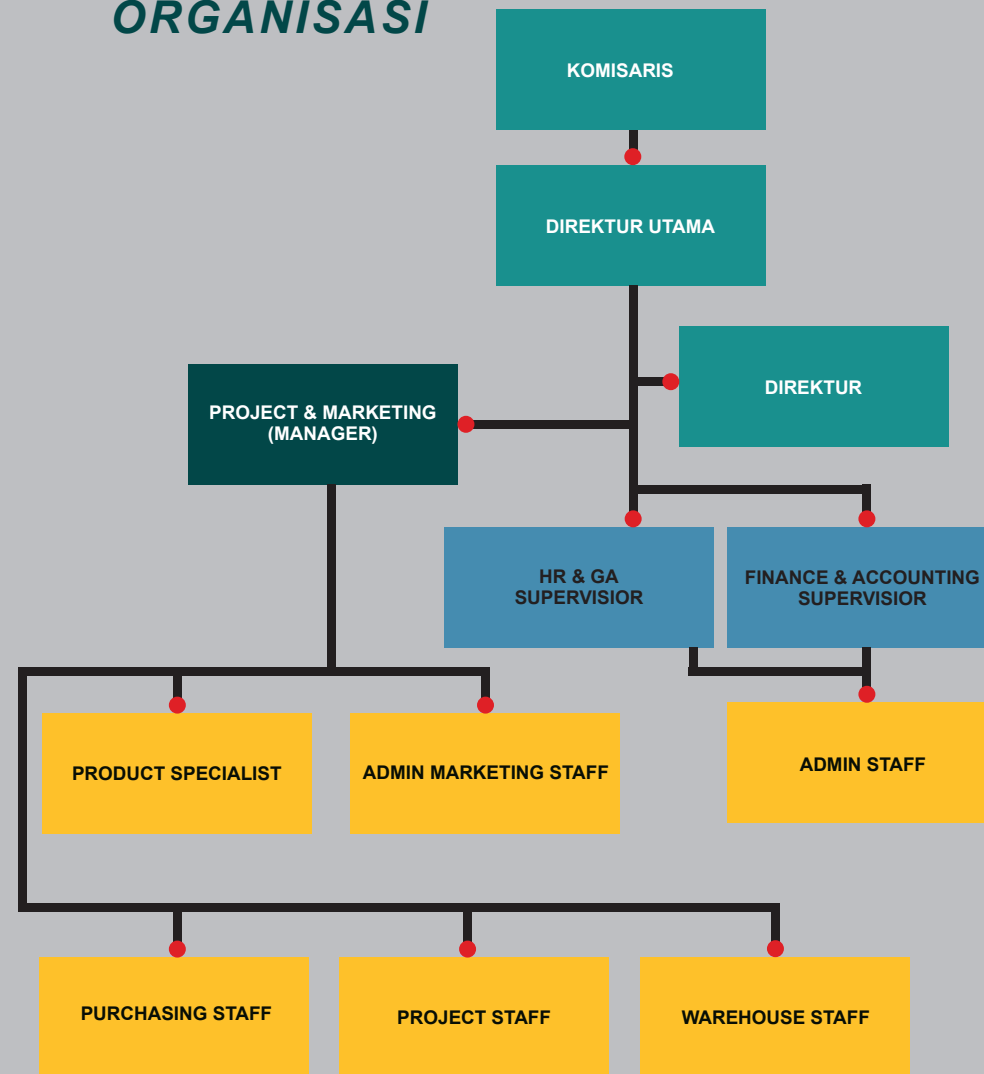 ORGANISASI
KOMISARIS
DIREKTUR UTAMA
DIREKTUR
PROJECT & MARKETING
(MANAGER)
HR & GA
SUPERVISIOR
FINANCE & ACCOUNTING
SUPERVISIOR
PRODUCT SPECIALIST
ADMIN MARKETING STAFF
ADMIN STAFF
PURCHASING STAFF
PROJECT STAFF
WAREHOUSE STAFF